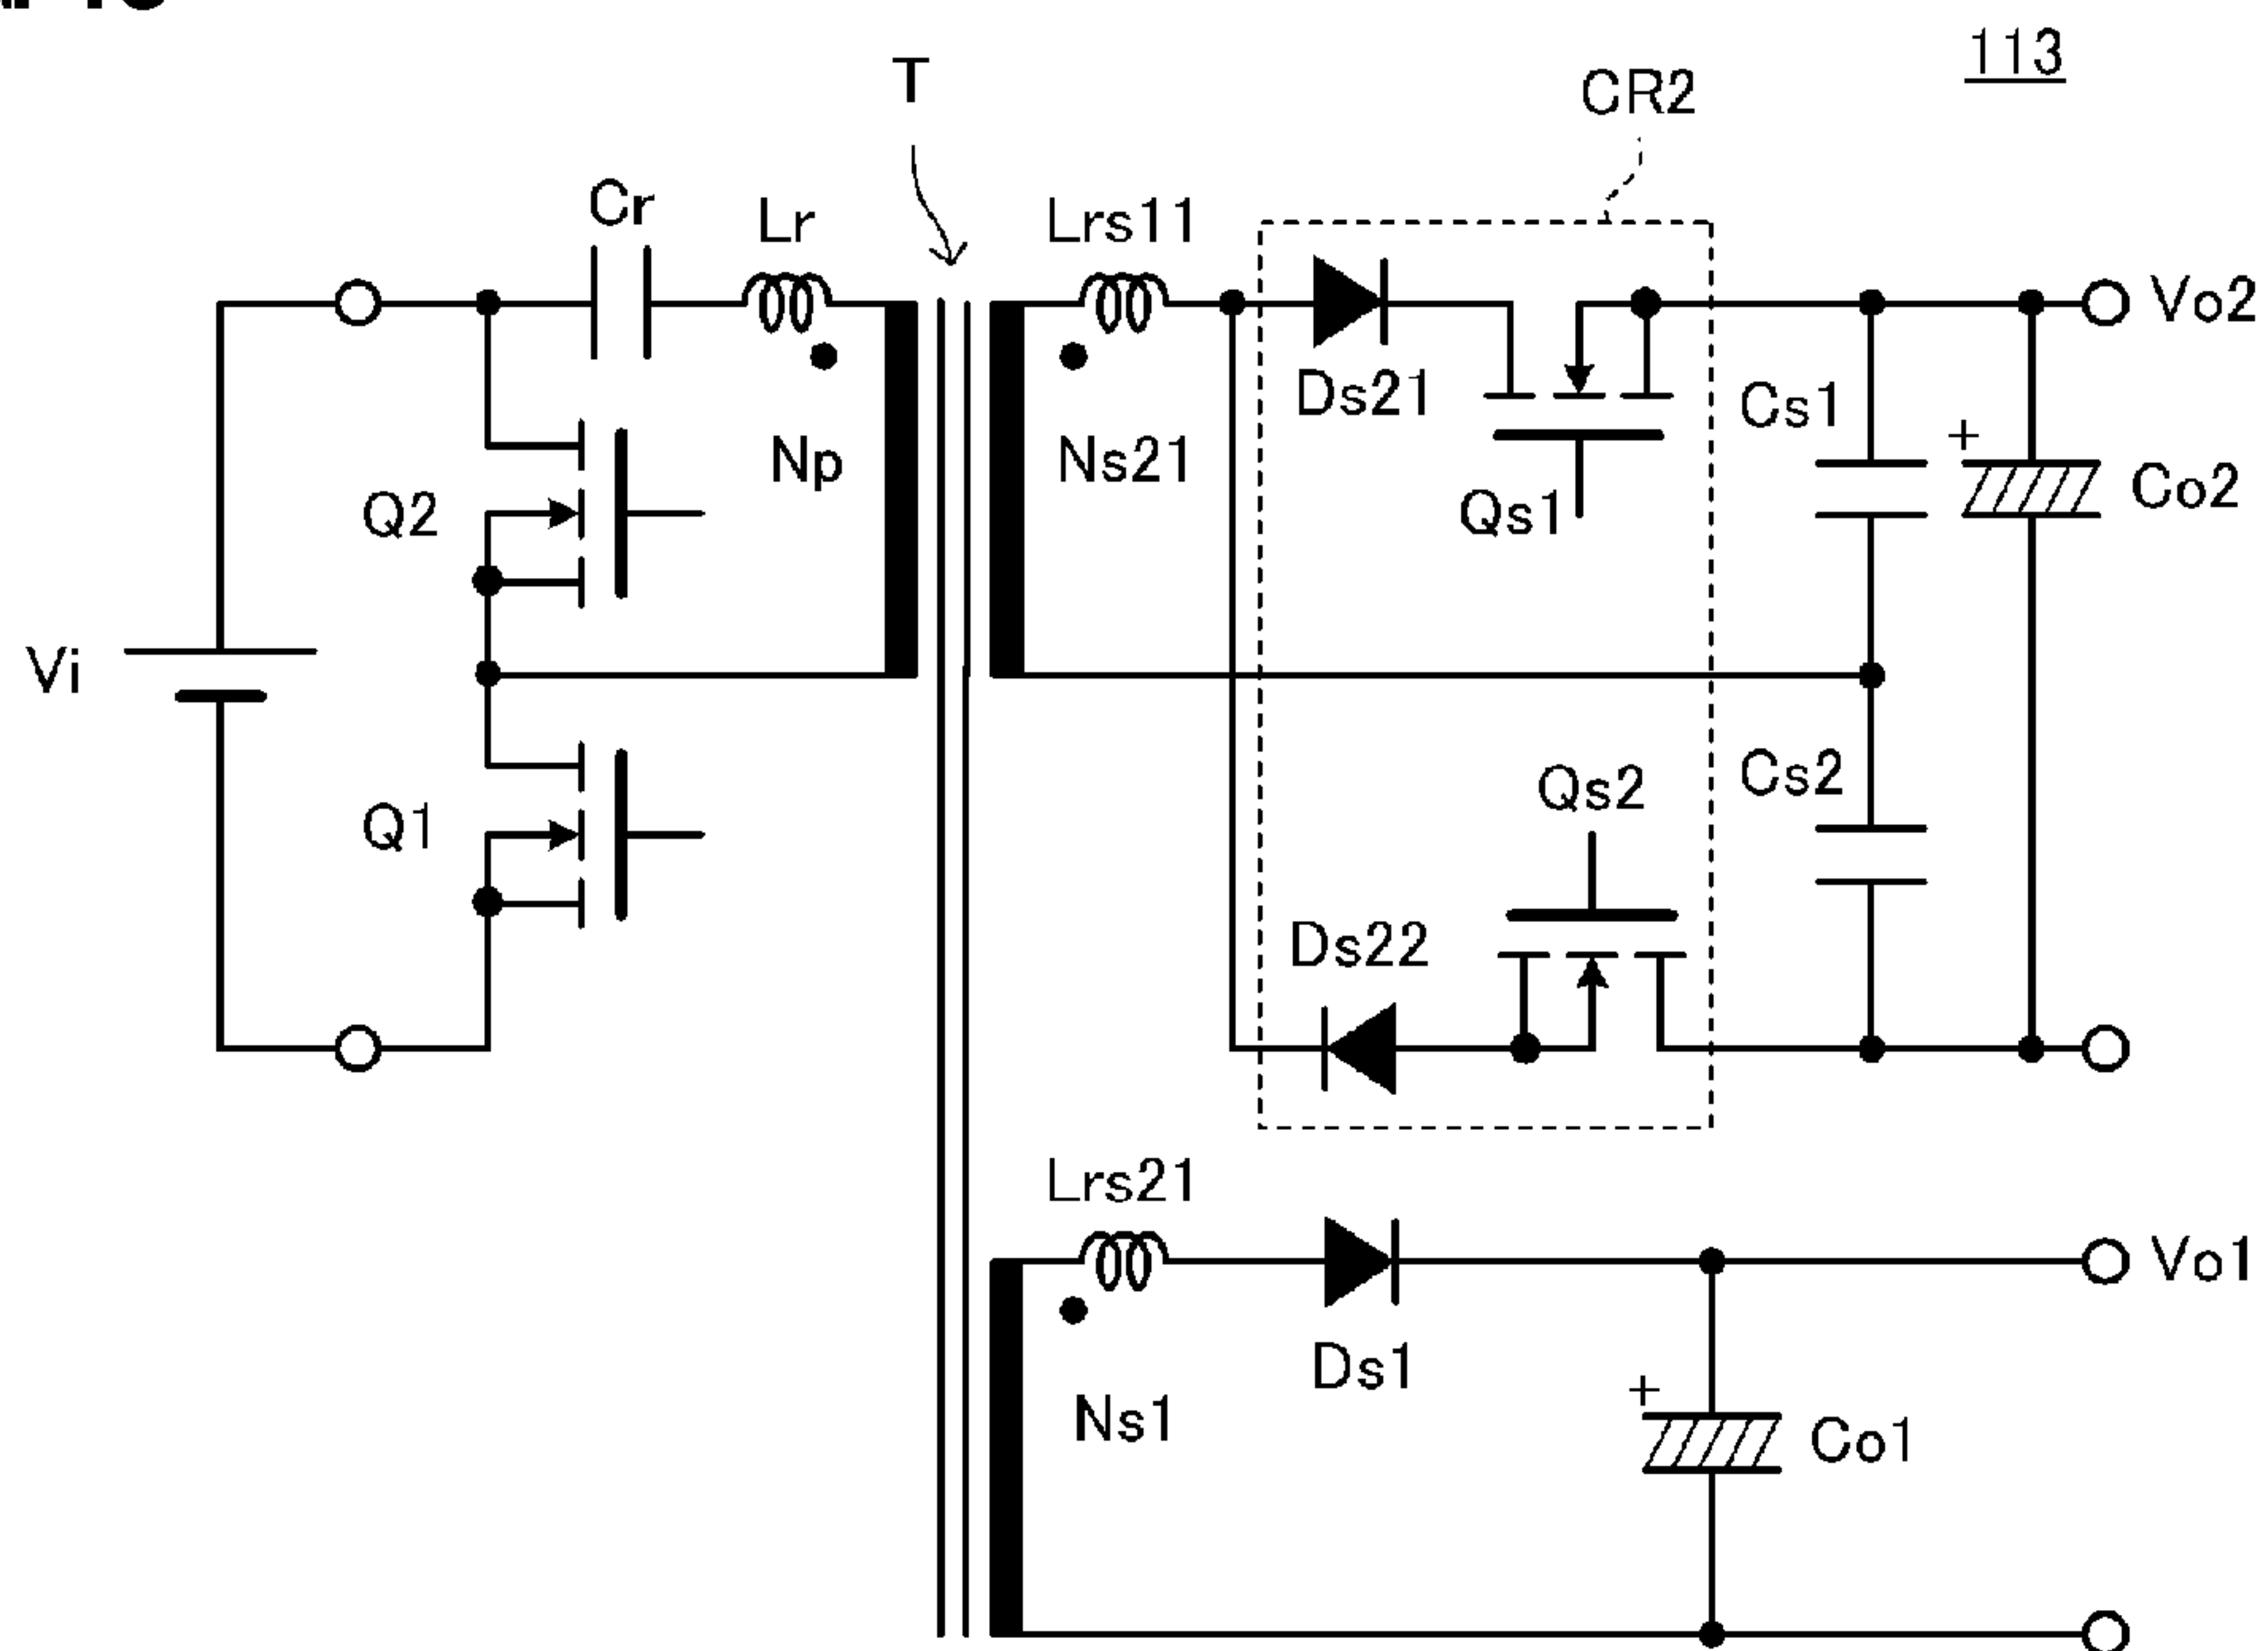 113
T
CR2
Cr
Lr
Lrs11
Vo2
Ds21
Cs1
+
Np
Ns21
Co2
Q2
Qs1
Vi
Cs2
Qs2
Q1
Ds22
Lrs21
Vo1
Ds1
+
Ns1
Co1